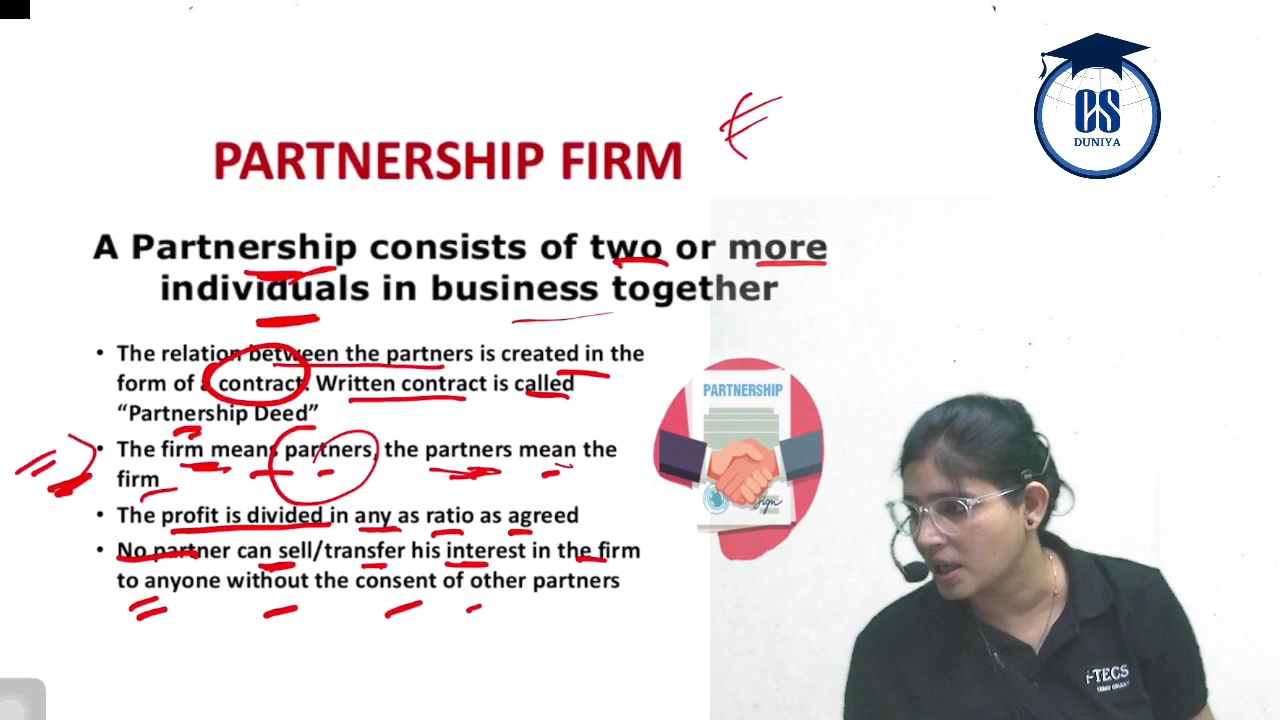 CS
DUNIYA
PARTNERSHIP FIRM
A Partnership consists of two or more
individuals in business together
• The relation between the partners is created in the
form of a contract. Written contract is called
“Partnership Deed”
• The firm means partners, the partners mean the
firm
• The profit is divided in any as ratio as agreed
• No partner can sell/transfer his interest in the firm
to anyone without the consent of other partners
PARTNERSHIP
Sign
i-TECS